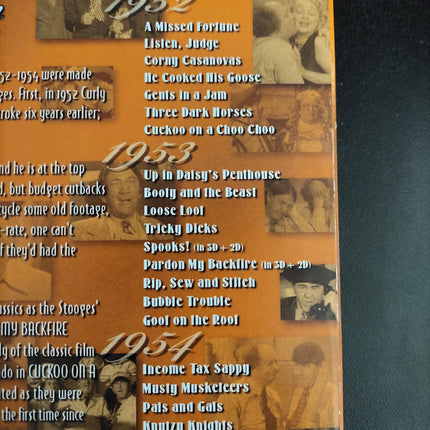 1952
A Missed Fortune
Listen, Judge
Corny Casanovas
He Cooked His Goose
Gents in a Jam
Three Dark Horses
Cuckoo on a Choo Choo
52-1954 were made
ges. First, in 1952 Curly
troke six years earlier;
1953
Up in Daisy's Penthouse
Booty and the Beast
Loose Loot
Tricky Dicks
Spooks! (in 3D + 2D)
Pardon My Backfire (in 3D + 2D)
Rip, Sew and Stitch
Bubble Trouble
Goof on the Roof
nd he is at the top
d, but budget cutbacks
cycle some old footage,
-rate, one can't
f they'd had the
1954
Income Tax Sappy
Musty Musketeers
Pals and Gals
Knutzy Knights
assics as the Stooges'
MY BACKFIRE
dy of the classic film
do in CUCKOO ON A
ted as they were
the first time since